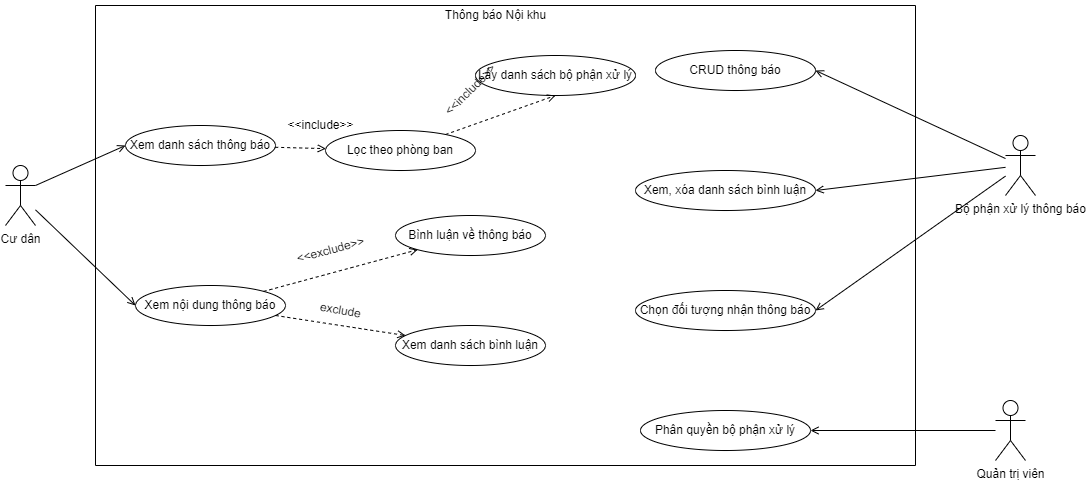 Thông báo Nội khu
Lấy danh sách bộ phận xử lý
CRUD thông báo
<<include>>
<<include>>
Xem danh sách thông báo
Lọc theo phòng ban
Xem, xóa danh sách bình luận
Bộ phận xử lý thông báo
Cư dân
Bình luận về thông báo
<<exclude>>
Xem nội dung thông báo
exclude
Chọn đối tượng nhận thông báo
Xem danh sách bình luận
Phân quyền bộ phận xử lý
Quản trị viên